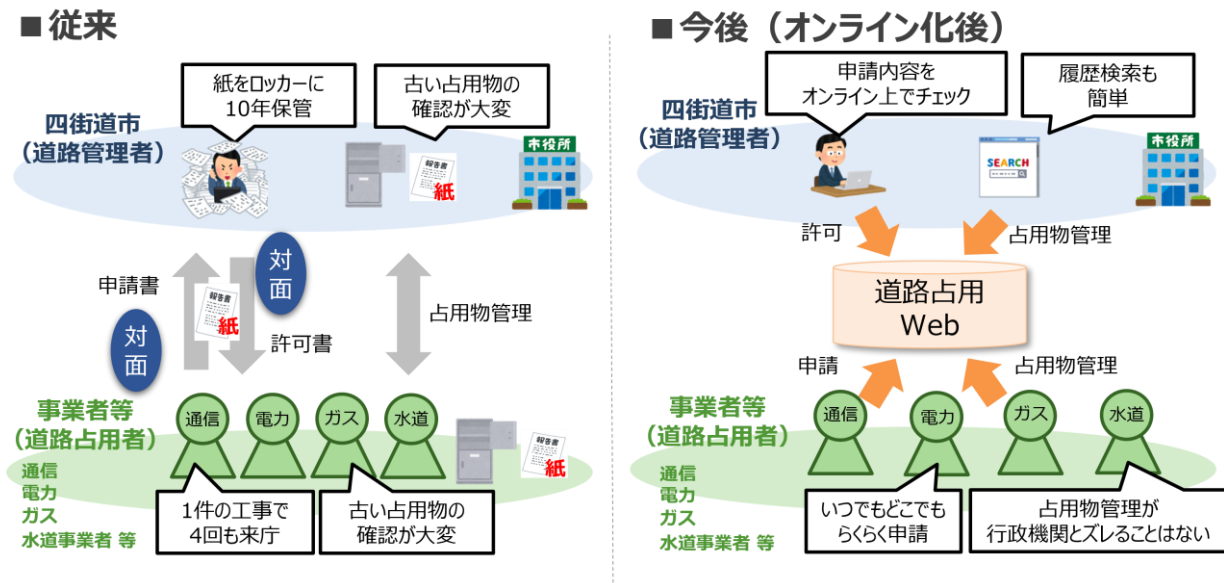 ■従来
紙をロッカーに
10年保管
古い占用物の
確認が大変
四街道市
（道路管理者）
報告書
紙
市役所
対面
申請書
報告書
紙
対面
許可書
占用物管理
事業者等
（道路占用者）
通信
電力
ガス
水道
報告書
紙
通信
電力
ガス
水道事業者 等
1件の工事で
4回も来庁
古い占用物の
確認が大変
■今後（オンライン化後）
申請内容を
オンライン上でチェック
履歴検索も
簡単
四街道市
（道路管理者）
SEARCH
市役所
許可
占用物管理
道路占用
Web
申請
占用物管理
事業者等
（道路占用者）
通信
電力
ガス
水道
通信
電力
ガス
水道事業者 等
いつでもどこでも
らくらく申請
占用物管理が
行政機関とズレることはない